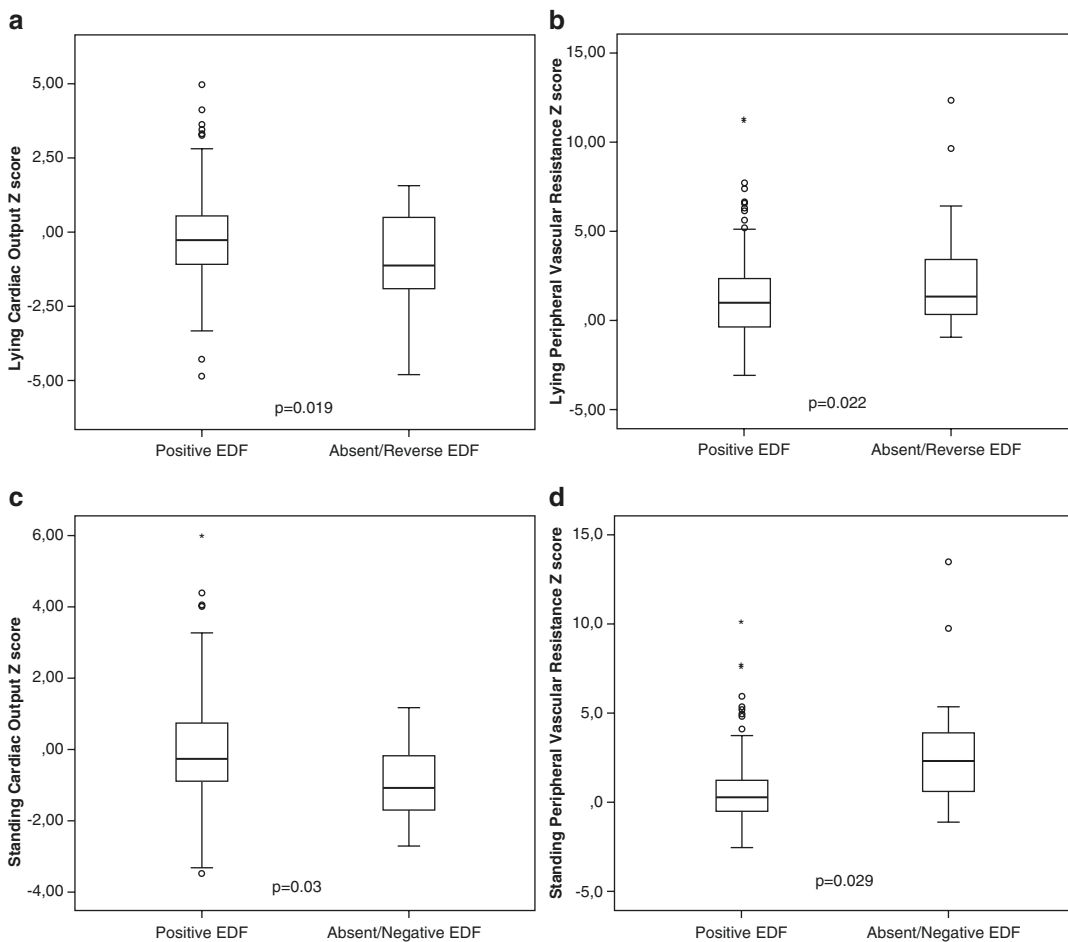 a
Lying Cardiac Output Z score
5,00
2,50
,00
-2,50
-5,00
p=0.019
Positive EDF
Absent/Reverse EDF
b
Lying Peripheral Vascular Resistance Z score
15,00
10,00
5,00
,00
-5,00
*
p=0.022
Positive EDF
Absent/Reverse EDF
c
Standing Cardiac Output Z score
6,00
4,00
2,00
,00
-2,00
-4,00
*
p=0.03
Positive EDF
Absent/Negative EDF
d
Standing Peripheral Vascular Resistance Z score
15,0
10,0
5,0
,0
-5,0
*
*
p=0.029
Positive EDF
Absent/Negative EDF